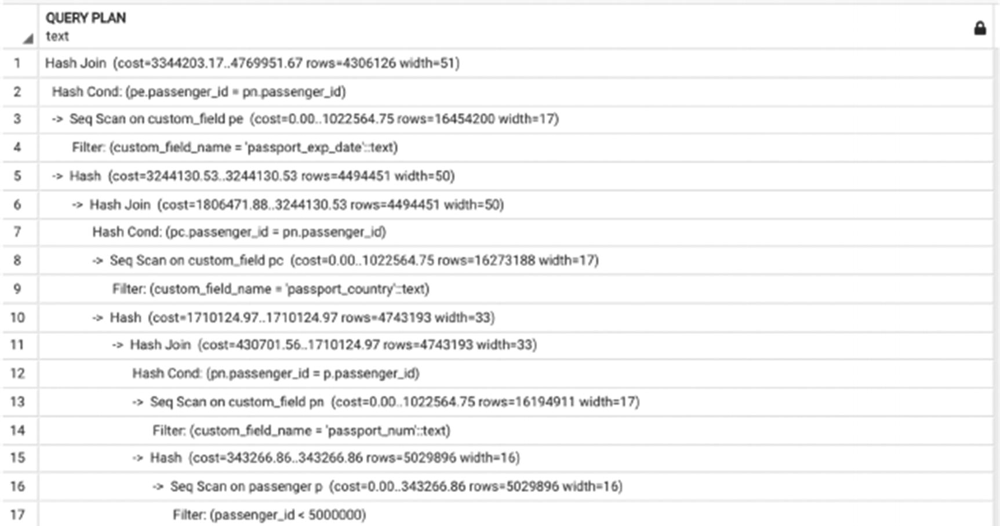 QUERY PLAN
text
1 Hash Join (cost=3344203.17..4769951.67 rows=4306126 width=51)
2 Hash Cond: (pe.passenger_id = pn.passenger_id)
3 -> Seq Scan on custom_field pe (cost=0.00..1022564.75 rows=16454200 width=17)
4 Filter: (custom_field_name = 'passport_exp_date'::text)
5 -> Hash (cost=3244130.53..3244130.53 rows=4494451 width=50)
6 -> Hash Join (cost=1806471.88..3244130.53 rows=4494451 width=50)
7 Hash Cond: (pc.passenger_id = pn.passenger_id)
8 -> Seq Scan on custom_field pc (cost=0.00..1022564.75 rows=16273188 width=17)
9 Filter: (custom_field_name = 'passport_country'::text)
10 -> Hash (cost=1710124.97..1710124.97 rows=4743193 width=33)
11 -> Hash Join (cost=430701.56..1710124.97 rows=4743193 width=33)
12 Hash Cond: (pn.passenger_id = p.passenger_id)
13 -> Seq Scan on custom_field pn (cost=0.00..1022564.75 rows=16194911 width=17)
14 Filter: (custom_field_name = 'passport_num'::text)
15 -> Hash (cost=343266.86..343266.86 rows=5029896 width=16)
16 -> Seq Scan on passenger p (cost=0.00..343266.86 rows=5029896 width=16)
17 Filter: (passenger_id < 5000000)